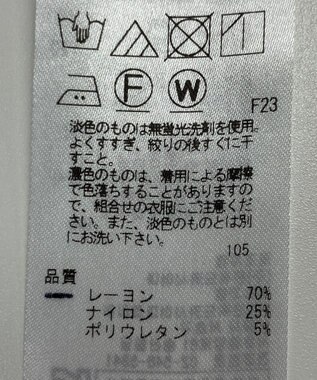 F
W
F23
淡色のものは無蛍光洗剤を使用。
よくすすぎ、絞りの後すぐに干
すこと。
濃色のものは、着用による摩擦
で色落ちすることがありますの
で、組合せの衣服にご注意くだ
さい。また、淡色のものとは別
にお洗い下さい。
105
品質
レーヨン 70%
ナイロン 25%
ポリウレタン 5%